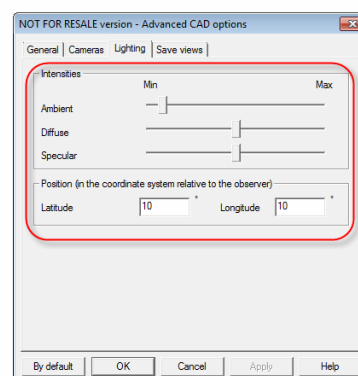 NOT FOR RESALE version - Advanced CAD options
General Cameras Lighting Save views
Intensities
Min Max
Ambient
Diffuse
Specular
Position (in the coordinate system relative to the observer)
Latitude 10 ° Longitude 10 °
By default OK Cancel Apply Help